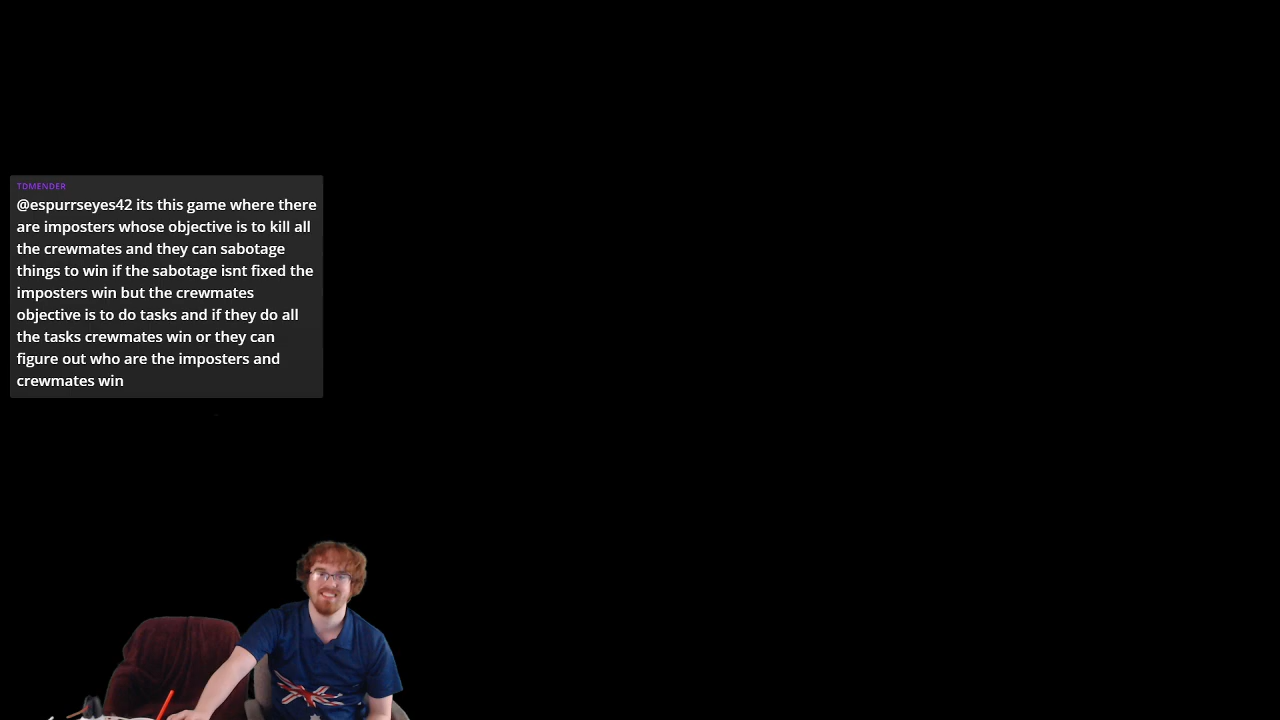 TDMENDER
@espurrseyes42 its this game where there
are imposters whose objective is to kill all
the crewmates and they can sabotage
things to win if the sabotage isnt fixed the
imposters win but the crewmates
objective is to do tasks and if they do all
the tasks crewmates win or they can
figure out who are the imposters and
crewmates win